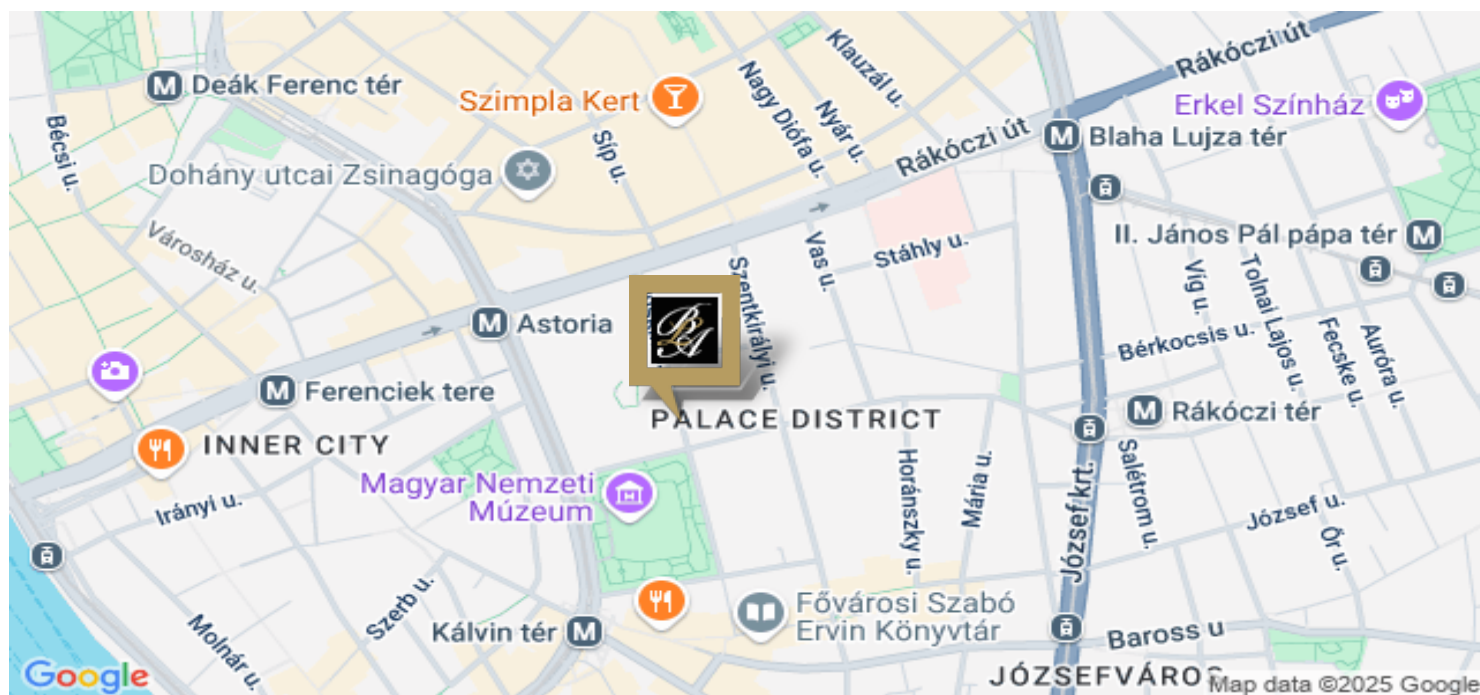 Rákóczi út
Klauzál u.
Deák Ferenc tér
Szimpla Kert
Nagy Diófa u.
Nyár u.
Erkel Színház
Bécsi u.
Síp u.
Rákóczi út
Blaha Lujza tér
Dohány utcai Zsinagóga
Városház u.
Vas u.
Stáhly u.
II. János Pál pápa tér
Szentkirályi u.
Víg u.
Tolnai Lajos u.
Astoria
BLA
Bérkocsis u.
Fecske u.
Auróra u.
Ferenciek tere
PALACE DISTRICT
Rákóczi tér
INNER CITY
Magyar Nemzeti
Múzeum
Horánszky u.
Mária u.
Salétrom u.
Irányi u.
József krt.
József u.
Őr u.
Szerb u.
Fővárosi Szabó
Ervin Könyvtár
Molnár u.
Kálvin tér
Baross u
JÓZSEFVÁROS
Google
Map data ©2025 Google